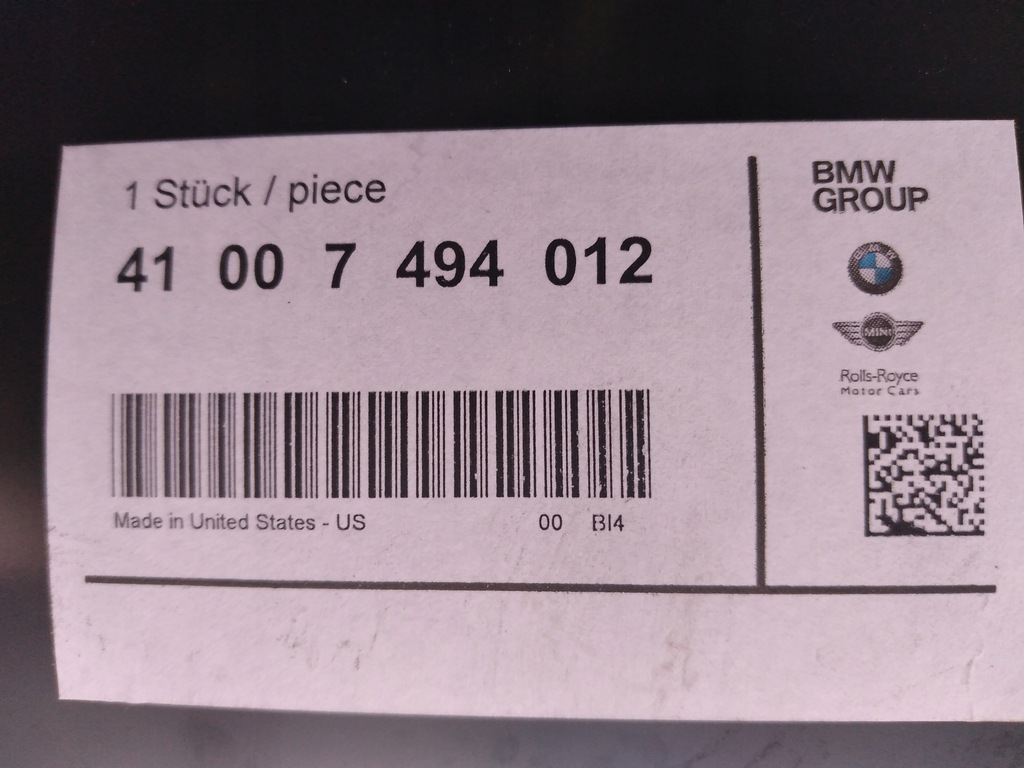 1 Stück / piece
41 00 7 494 012
Made in United States - US
00 BI4
BMW
GROUP
BMW
MINI
Rolls-Royce
Motor Cars